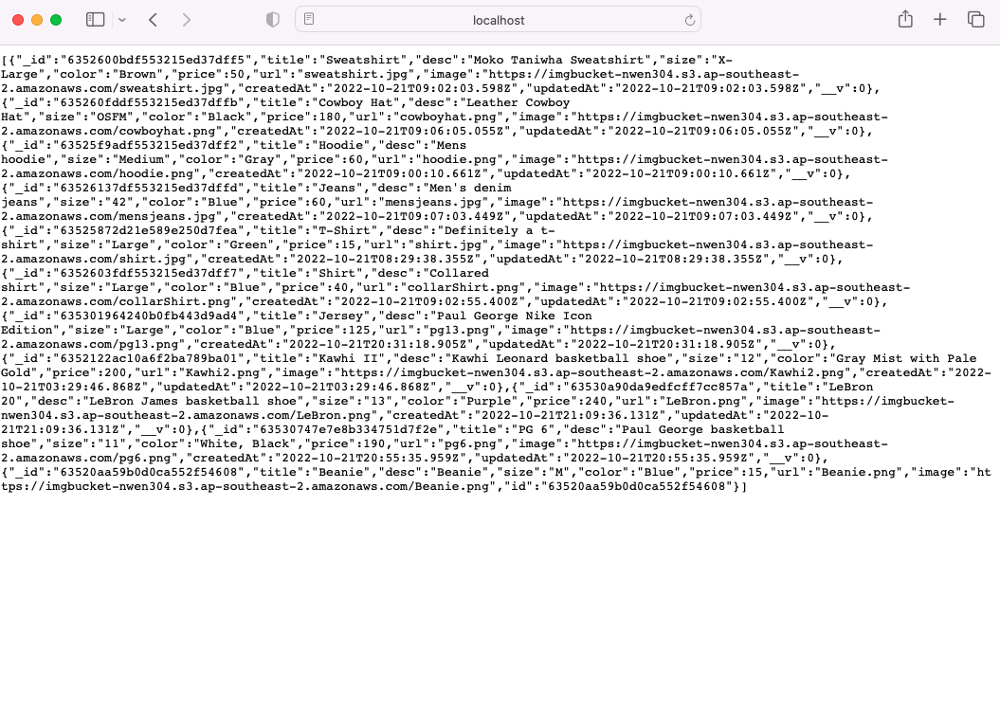 localhost
[{"_id":"6352600bdf553215ed37dff5","title":"Sweatshirt","desc":"Moko Taniwha Sweatshirt","size":"X-
Large","color":"Brown","price":50,"url":"sweatshirt.jpg","image":"https://imgbucket-nwen304.s3.ap-southeast-
2.amazonaws.com/sweatshirt.jpg","createdAt":"2022-10-21T09:02:03.598Z","updatedAt":"2022-10-21T09:02:03.598Z","__v":0},
{"_id":"635260fddf553215ed37dffb","title":"Cowboy Hat","desc":"Leather Cowboy
Hat","size":"OSFM","color":"Black","price":180,"url":"cowboyhat.png","image":"https://imgbucket-nwen304.s3.ap-southeast-
2.amazonaws.com/cowboyhat.png","createdAt":"2022-10-21T09:06:05.055Z","updatedAt":"2022-10-21T09:06:05.055Z","__v":0},
{"_id":"63525f9adf553215ed37dff2","title":"Hoodie","desc":"Mens
hoodie","size":"Medium","color":"Gray","price":60,"url":"hoodie.png","image":"https://imgbucket-nwen304.s3.ap-southeast-
2.amazonaws.com/hoodie.png","createdAt":"2022-10-21T09:00:10.661Z","updatedAt":"2022-10-21T09:00:10.661Z","__v":0},
{"_id":"63526137df553215ed37dffd","title":"Jeans","desc":"Men's denim
jeans","size":"42","color":"Blue","price":60,"url":"mensjeans.jpg","image":"https://imgbucket-nwen304.s3.ap-southeast-
2.amazonaws.com/mensjeans.jpg","createdAt":"2022-10-21T09:07:03.449Z","updatedAt":"2022-10-21T09:07:03.449Z","__v":0},
{"_id":"63525872d21e589e250d7fea","title":"T-Shirt","desc":"Definitely a t-
shirt","size":"Large","color":"Green","price":15,"url":"shirt.jpg","image":"https://imgbucket-nwen304.s3.ap-southeast-
2.amazonaws.com/shirt.jpg","createdAt":"2022-10-21T08:29:38.355Z","updatedAt":"2022-10-21T08:29:38.355Z","__v":0},
{"_id":"6352603fdf553215ed37dff7","title":"Shirt","desc":"Collared
shirt","size":"Large","color":"Blue","price":40,"url":"collarShirt.png","image":"https://imgbucket-nwen304.s3.ap-southeast-
2.amazonaws.com/collarShirt.png","createdAt":"2022-10-21T09:02:55.400Z","updatedAt":"2022-10-21T09:02:55.400Z","__v":0},
{"_id":"635301964240b0fb443d9ad4","title":"Jersey","desc":"Paul George Nike Icon
Edition","size":"Large","color":"Blue","price":125,"url":"pg13.png","image":"https://imgbucket-nwen304.s3.ap-southeast-
2.amazonaws.com/pg13.png","createdAt":"2022-10-21T20:31:18.905Z","updatedAt":"2022-10-21T20:31:18.905Z","__v":0},
{"_id":"6352122ac10a6f2ba789ba01","title":"Kawhi II","desc":"Kawhi Leonard basketball shoe","size":"12","color":"Gray Mist with Pale
Gold","price":200,"url":"Kawhi2.png","image":"https://imgbucket-nwen304.s3.ap-southeast-2.amazonaws.com/Kawhi2.png","createdAt":"2022-
10-21T03:29:46.868Z","updatedAt":"2022-10-21T03:29:46.868Z","__v":0},{"_id":"63530a90da9edfcff7cc857a","title":"LeBron
20","desc":"LeBron James basketball shoe","size":"13","color":"Purple","price":240,"url":"LeBron.png","image":"https://imgbucket-
nwen304.s3.ap-southeast-2.amazonaws.com/LeBron.png","createdAt":"2022-10-21T21:09:36.131Z","updatedAt":"2022-10-
21T21:09:36.131Z","__v":0},{"_id":"63530747e7e8b334751d7f2e","title":"PG 6","desc":"Paul George basketball
shoe","size":"11","color":"White, Black","price":190,"url":"pg6.png","image":"https://imgbucket-nwen304.s3.ap-southeast-
2.amazonaws.com/pg6.png","createdAt":"2022-10-21T20:55:35.959Z","updatedAt":"2022-10-21T20:55:35.959Z","__v":0},
{"_id":"63520aa59b0d0ca552f54608","title":"Beanie","desc":"Beanie","size":"M","color":"Blue","price":15,"url":"Beanie.png","image":"ht
tps://imgbucket-nwen304.s3.ap-southeast-2.amazonaws.com/Beanie.png","id":"63520aa59b0d0ca552f54608"}]